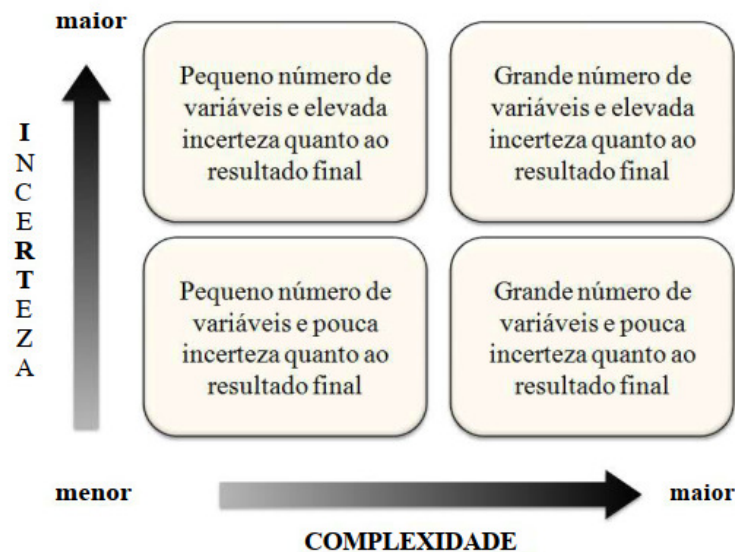 maior
Pequeno número de
variáveis e elevada
incerteza quanto ao
resultado final
Grande número de
variáveis e elevada
incerteza quanto ao
resultado final
INCERTEZA
Pequeno número de
variáveis e pouca
incerteza quanto ao
resultado final
Grande número de
variáveis e pouca
incerteza quanto ao
resultado final
menor
maior
COMPLEXIDADE